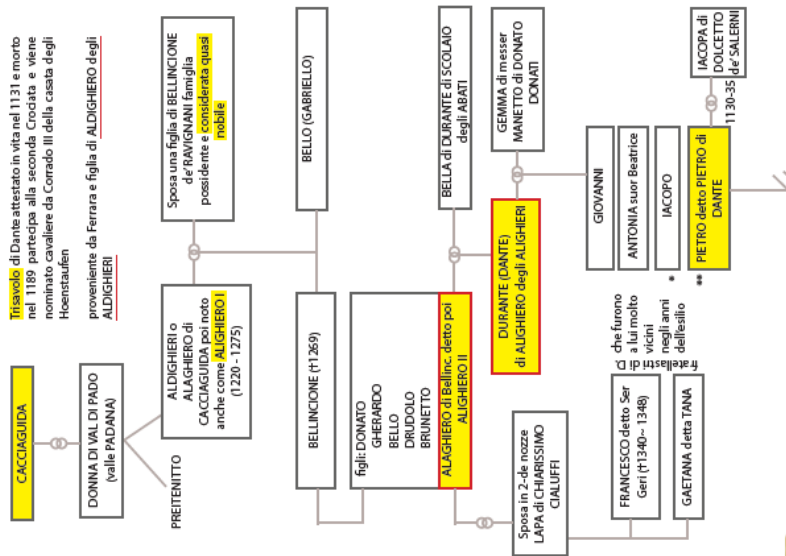 CACCIAGUIDA
Trisavolo di Dante attestato in vita nel 1131 e morto
nel 1189 partecipa alla seconda Crodata e viene
nominato cavaliere da Corrado III della casata degli
Hoenstaufen
DONNA DI VAL DI PADO
(valle PADANA)
proveniente da Ferrara e figlia di ALDIGHIERO degli
ALDIGHIERI
PREITENITTO
ALDIGHIERI o
ALAGHIERO di
CACCIAGUIDA poi noto
anche come ALIGHIERO I
(1220 - 1275)
Sposa una figlia di BELLINCIONE
de'RAVIGNANI famiglia
possidente e considerata quasi
nobile
BELLINCIONE (†1269)
BELLO (GABRIELLO)
figli: DONATO
GHERARDO
BELLO
DRUDOLO
BRUNETTO
ALAGHIERO di Bellinc. detto poi
ALIGHIERO II
BELLA di DURANTE di SCOLAIO
degli ABATI
Sposa in 2-de nozze
LAPA di CHIARISSIMO
CIALUFFI
DURANTE (DANTE)
di ALIGHIERO degli ALIGHIERI
GEMMA di messer
MANETTO di DONATO
DONATI
FRANCESCO detto Ser
Geri (†1340~ 1348)
GAETANA detta TANA
fratellastri di D.
che furono
a lui molto
vicini
negli anni
dell'esilio
GIOVANNI
ANTONIA suor Beatrice
* IACOPO
** PIETRO detto PIETRO di
DANTE
1130-35
IACOPA di
DOLCETTO
de' SALERNI